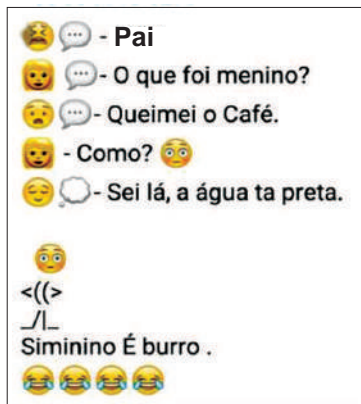 😫💬 - Pai
👩💬- O que foi menino?
😧💬- Queimei o Café.
👩 - Como? 😳
😌💭- Sei lá, a água ta preta.
😳
<((>
_/|_
Siminino É burro .
😂😂😂😂